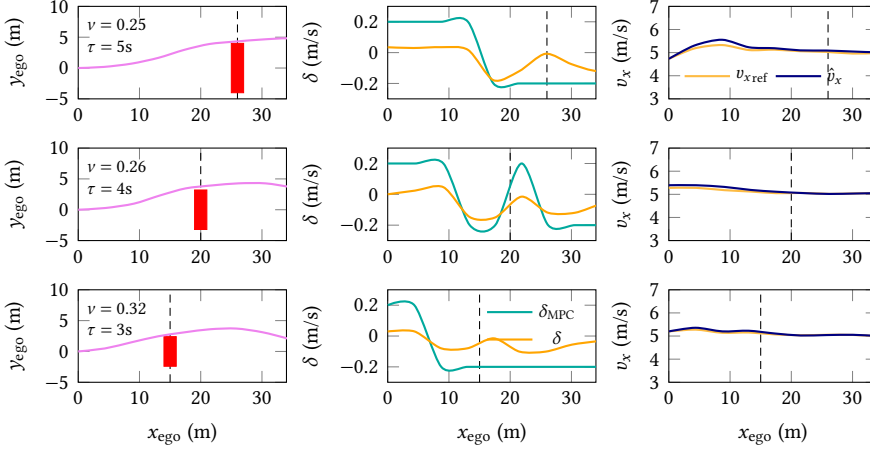 10
5
0
−5
y_ego (m)
ν = 0.25
τ = 5s
0 10 20 30
0.2
0
−0.2
δ (m/s)
0 10 20 30
7
6
5
4
3
v_x (m/s)
v_x ref
v̂_x
0 10 20 30
10
5
0
−5
y_ego (m)
ν = 0.26
τ = 4s
0 10 20 30
0.2
0
−0.2
δ (m/s)
0 10 20 30
7
6
5
4
3
v_x (m/s)
0 10 20 30
10
5
0
−5
y_ego (m)
ν = 0.32
τ = 3s
0 10 20 30
x_ego (m)
0.2
0
−0.2
δ (m/s)
δ_MPC
δ
0 10 20 30
x_ego (m)
7
6
5
4
3
v_x (m/s)
0 10 20 30
x_ego (m)